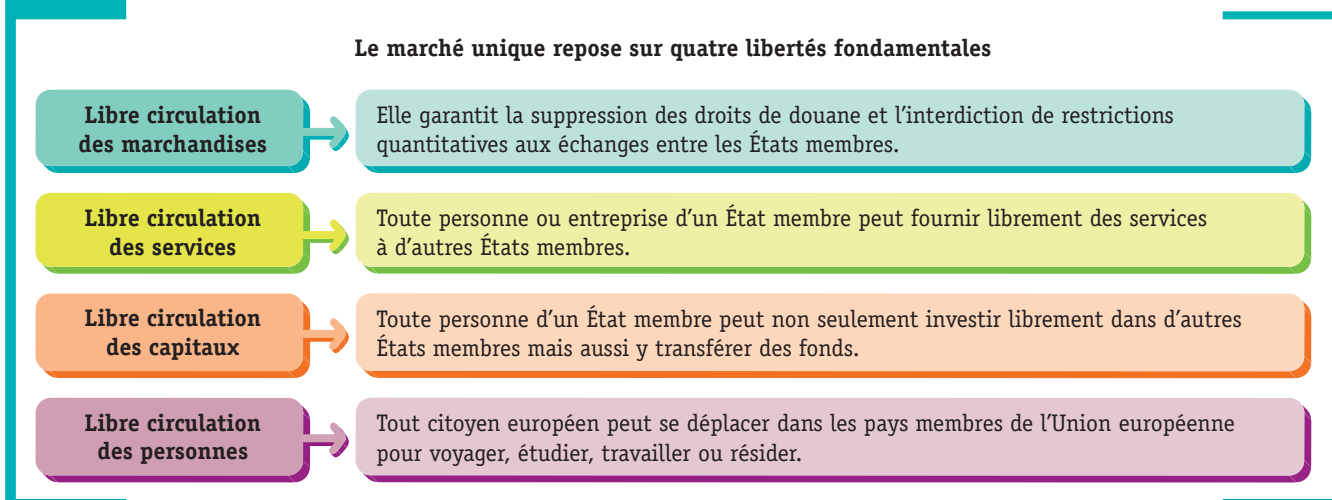 Le marché unique repose sur quatre libertés fondamentales
Libre circulation
des marchandises
Elle garantit la suppression des droits de douane et l’interdiction de restrictions
quantitatives aux échanges entre les États membres.
Libre circulation
des services
Toute personne ou entreprise d’un État membre peut fournir librement des services
à d’autres États membres.
Libre circulation
des capitaux
Toute personne d’un État membre peut non seulement investir librement dans d’autres
États membres mais aussi y transférer des fonds.
Libre circulation
des personnes
Tout citoyen européen peut se déplacer dans les pays membres de l’Union européenne
pour voyager, étudier, travailler ou résider.